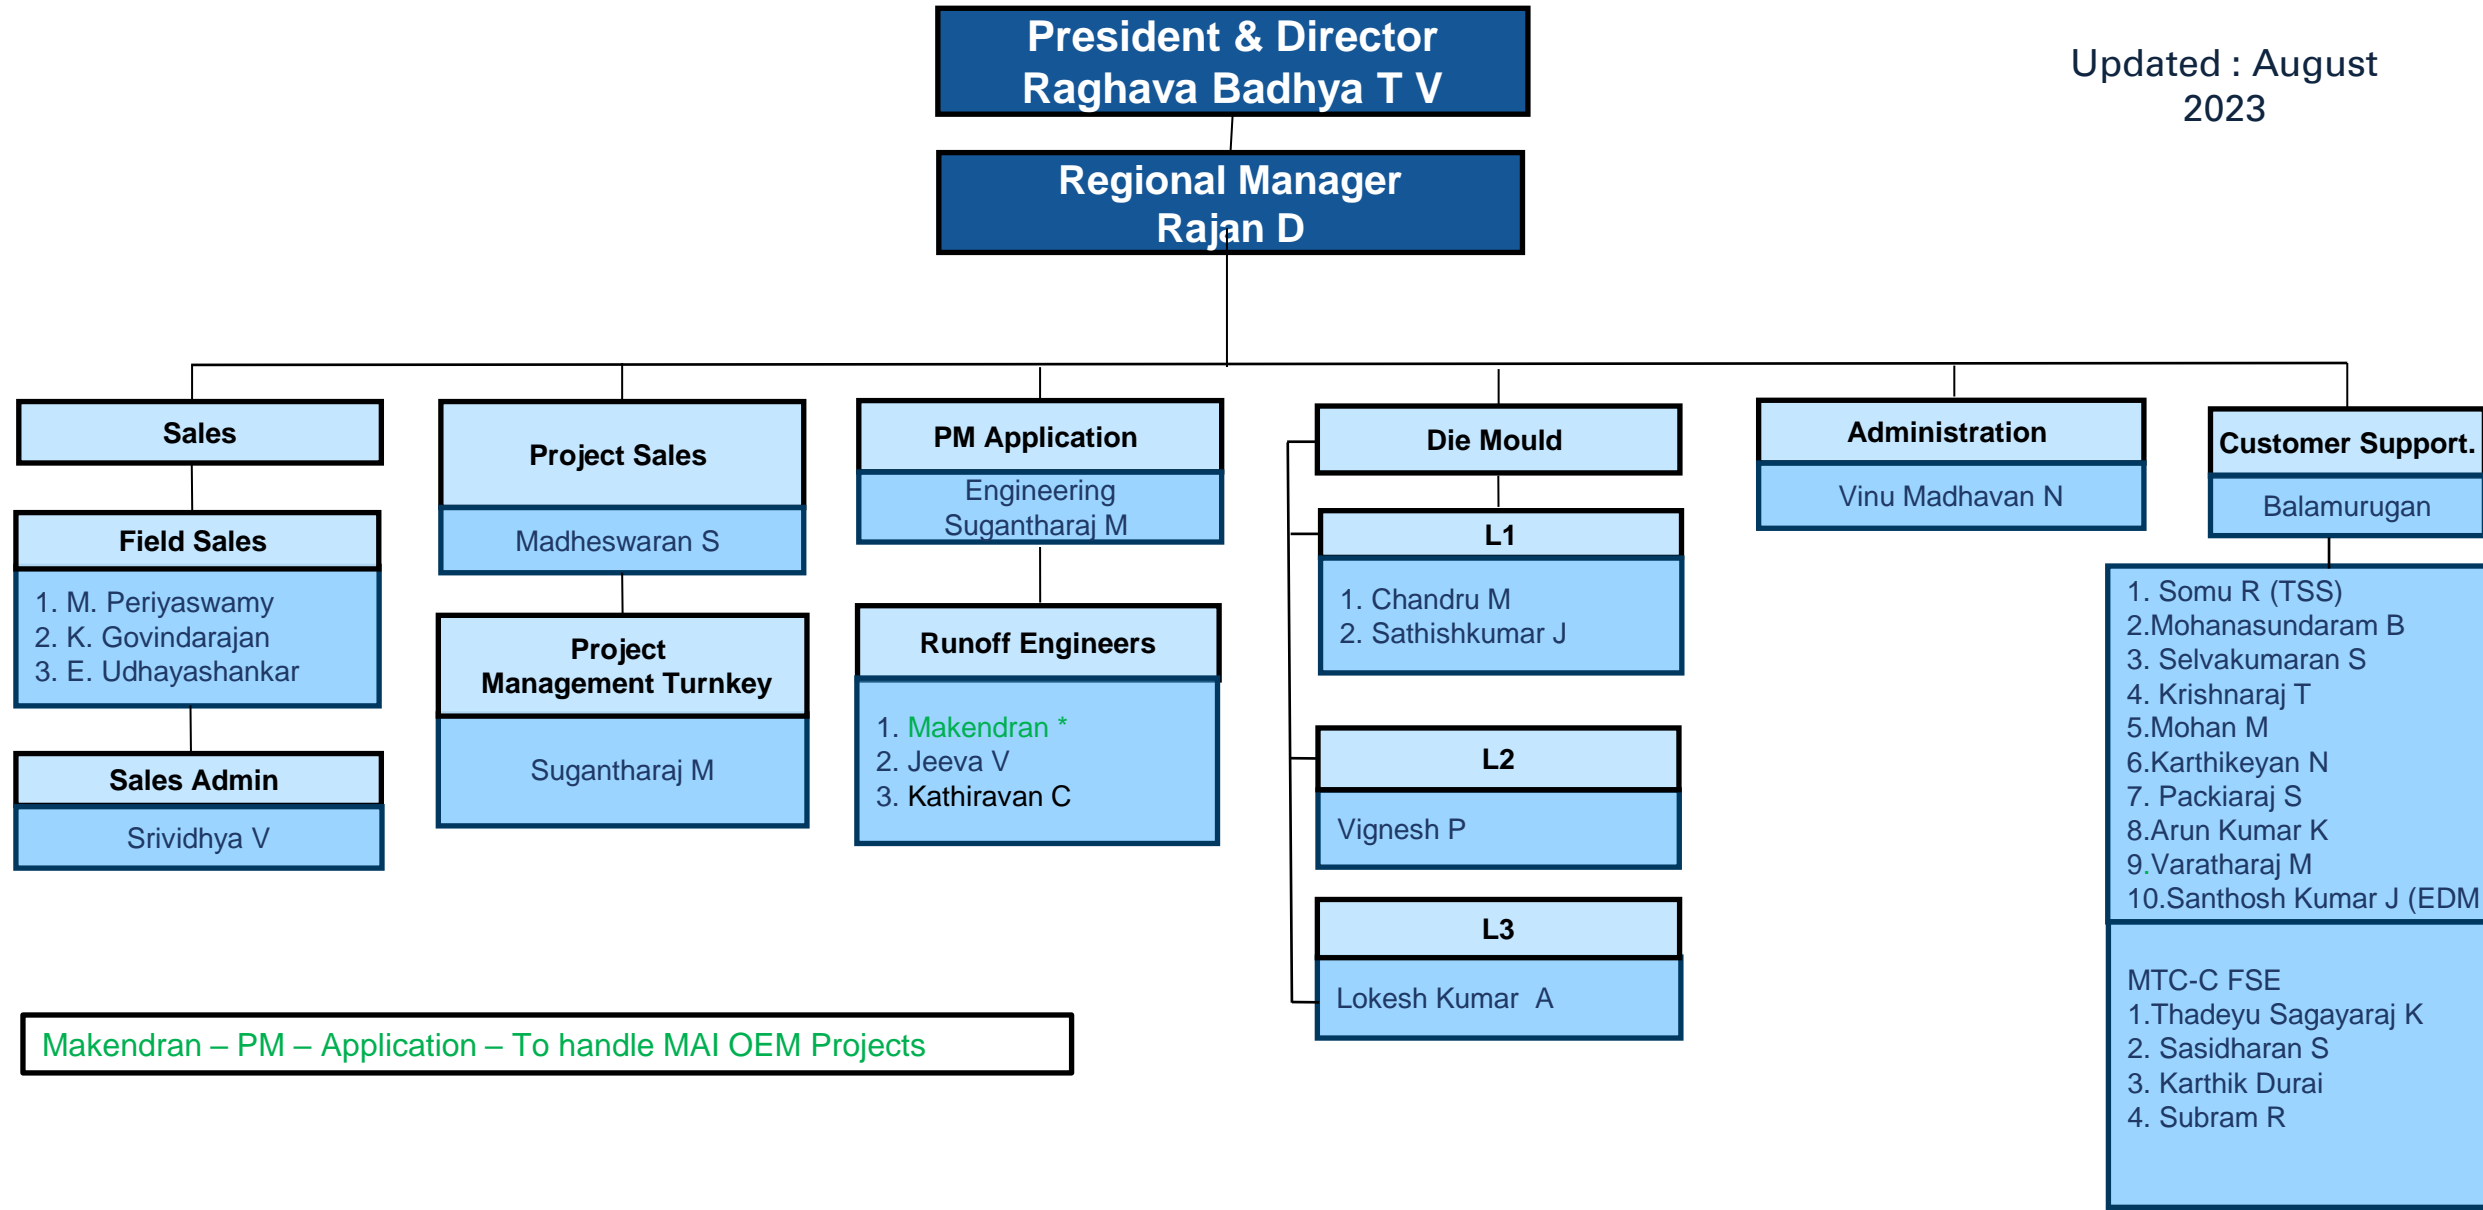 President & Director
Raghava Badhya T V
Updated : August
2023
Regional Manager
Rajan D
Sales
Field Sales
1. M. Periyaswamy
2. K. Govindarajan
3. E. Udhayashankar
Sales Admin
Srividhya V
Project Sales
Madheswaran S
Project
Management Turnkey
Sugantharaj M
PM Application
Engineering
Sugantharaj M
Runoff Engineers
1. Makendran *
2. Jeeva V
3. Kathiravan C
Die Mould
L1
1. Chandru M
2. Sathishkumar J
L2
Vignesh P
L3
Lokesh Kumar  A
Administration
Vinu Madhavan N
Customer Support.
Balamurugan
1. Somu R (TSS)
2.Mohanasundaram B
3. Selvakumaran S
4. Krishnaraj T
5.Mohan M
6.Karthikeyan N
7. Packiaraj S
8.Arun Kumar K
9.Varatharaj M
10.Santhosh Kumar J (EDM
MTC-C FSE
1.Thadeyu Sagayaraj K
2. Sasidharan S
3. Karthik Durai
4. Subram R
Makendran – PM – Application – To handle MAI OEM Projects